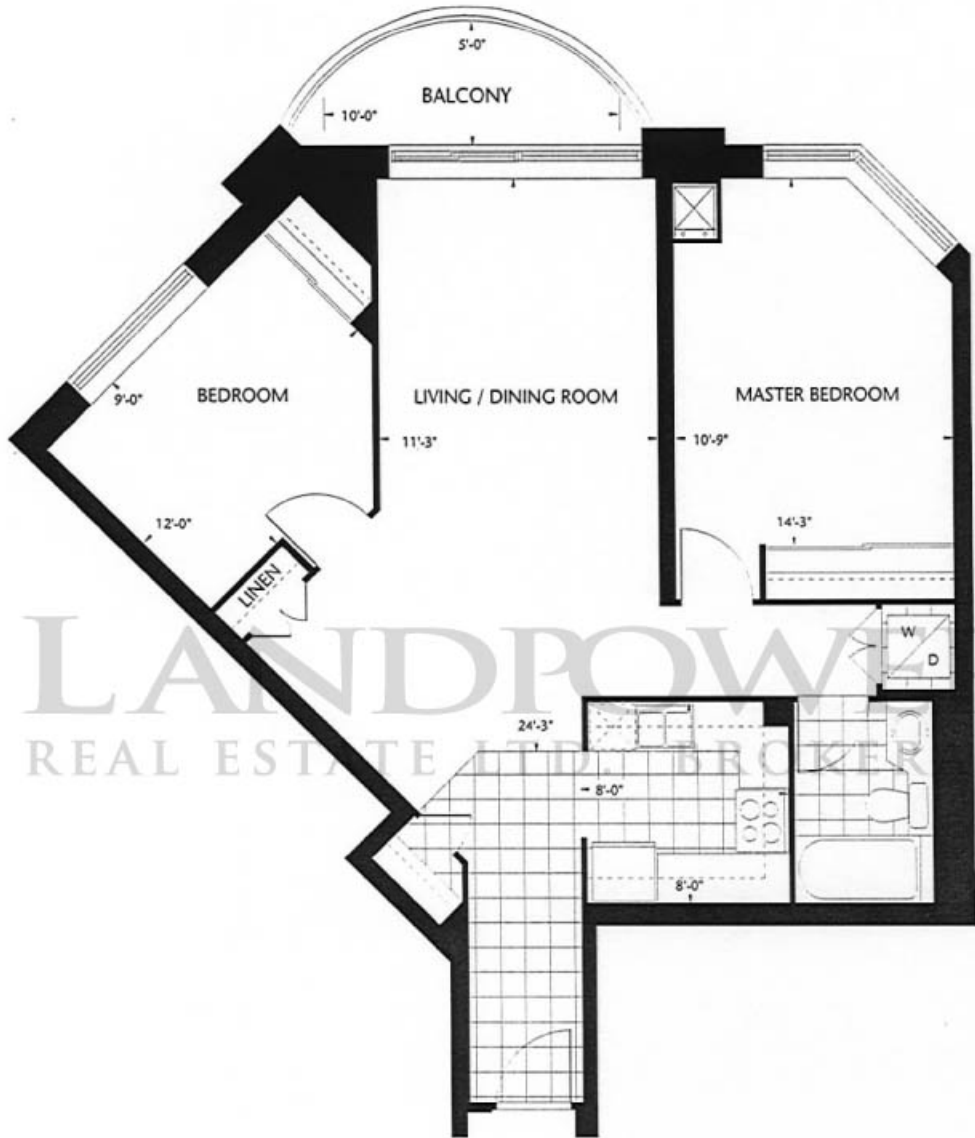 5'-0"
BALCONY
10'-0"
BEDROOM
LIVING / DINING ROOM
MASTER BEDROOM
9'-0"
11'-3"
10'-9"
12'-0"
14'-3"
LINEN
W
D
LANDPOWE
REAL ESTATE LTD. BROKERA
24'-3"
8'-0"
8'-0"